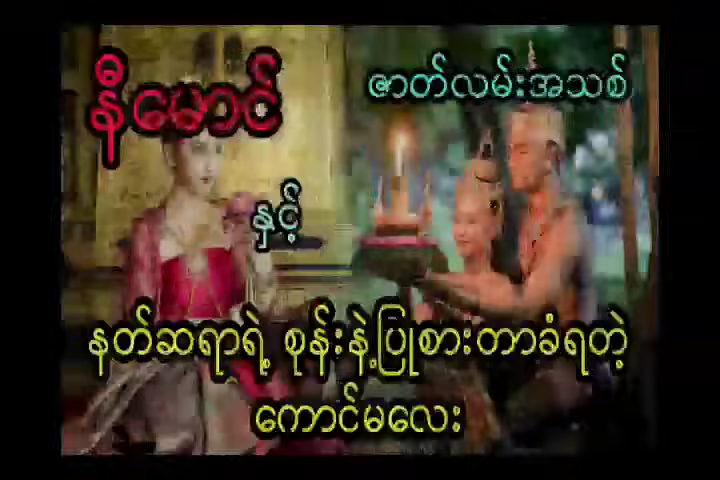 နီမောင်
ဇာတ်လမ်းအသစ်
နှင့်
နတ်ဆရာရဲ့ စုန်းနဲ့ပြုစားတာခံရတဲ့
ကောင်မလေး